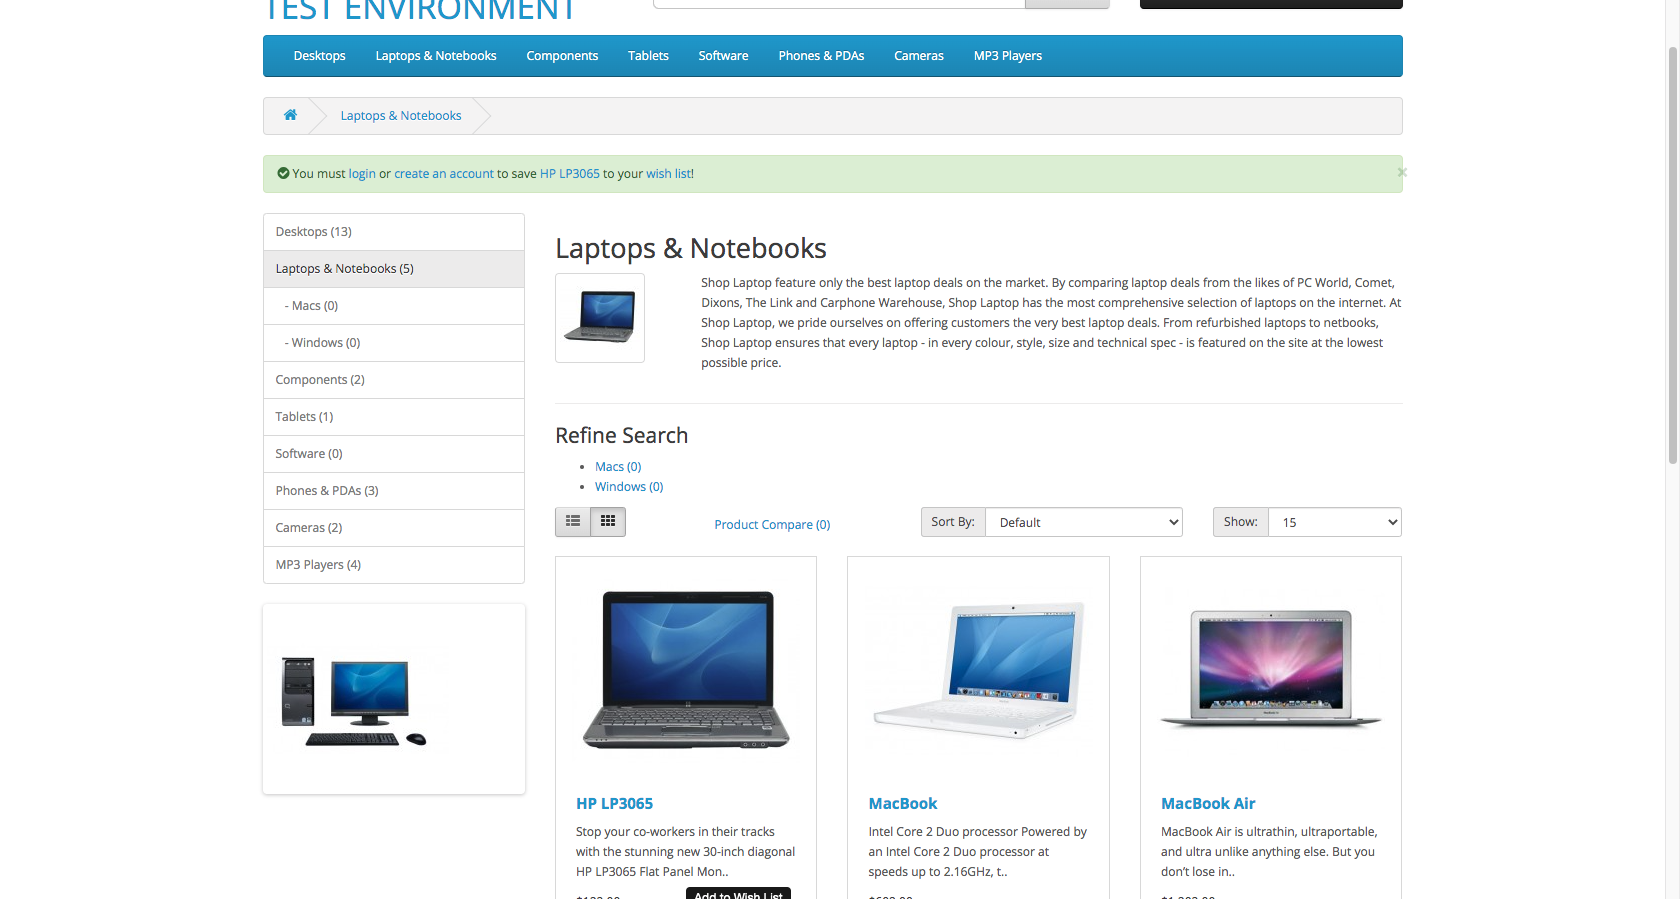 TEST ENVIRONMENT
Desktops Laptops & Notebooks Components Tablets Software Phones & PDAs Cameras MP3 Players
Laptops & Notebooks
You must login or create an account to save HP LP3065 to your wish list!
×
Desktops (13)
Laptops & Notebooks (5)
- Macs (0)
- Windows (0)
Components (2)
Tablets (1)
Software (0)
Phones & PDAs (3)
Cameras (2)
MP3 Players (4)
Laptops & Notebooks
Shop Laptop feature only the best laptop deals on the market. By comparing laptop deals from the likes of PC World, Comet,
Dixons, The Link and Carphone Warehouse, Shop Laptop has the most comprehensive selection of laptops on the internet. At
Shop Laptop, we pride ourselves on offering customers the very best laptop deals. From refurbished laptops to netbooks,
Shop Laptop ensures that every laptop - in every colour, style, size and technical spec - is featured on the site at the lowest
possible price.
Refine Search
Macs (0)
Windows (0)
Product Compare (0)
Sort By: Default
Show: 15
HP LP3065
Stop your co-workers in their tracks
with the stunning new 30-inch diagonal
HP LP3065 Flat Panel Mon..
Add to Wish List
MacBook
Intel Core 2 Duo processor Powered by
an Intel Core 2 Duo processor at
speeds up to 2.16GHz, t..
MacBook Air
MacBook Air is ultrathin, ultraportable,
and ultra unlike anything else. But you
don't lose in..